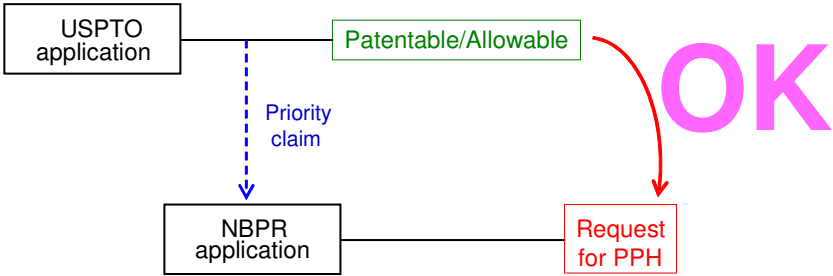 USPTO
application
Patentable/Allowable
OK
Priority
claim
NBPR
application
Request
for PPH